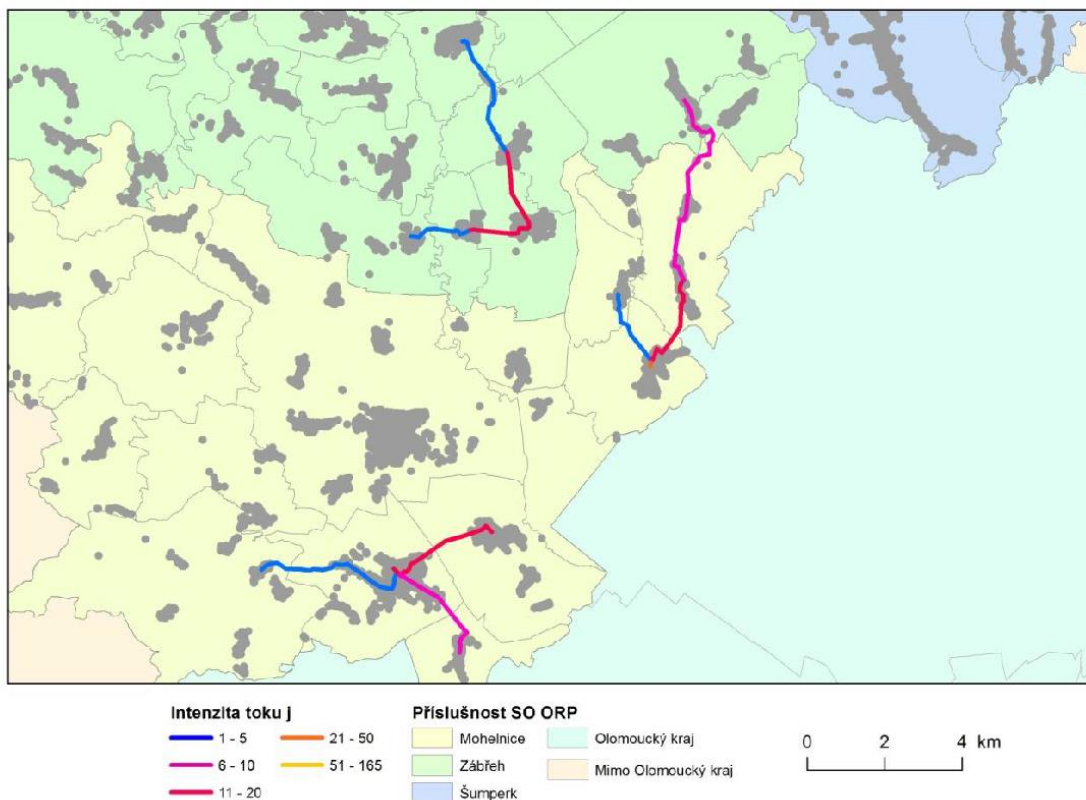 Intenzita toku j
1 - 5
6 - 10
11 - 20
21 - 50
51 - 165
Příslušnost SO ORP
Mohelnice
Zábřeh
Šumperk
Olomoucký kraj
Mimo Olomoucký kraj
0 2 4 km